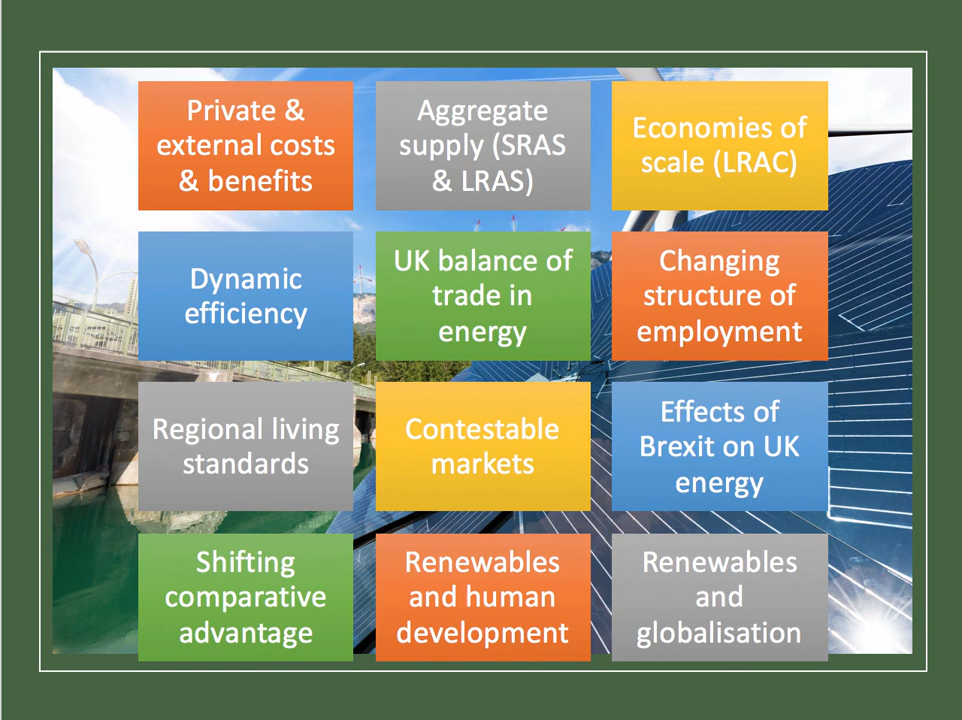 Private &
external costs
& benefits
Aggregate
supply (SRAS
& LRAS)
Economies of
scale (LRAC)
Dynamic
efficiency
UK balance of
trade in
energy
Changing
structure of
employment
Regional living
standards
Contestable
markets
Effects of
Brexit on UK
energy
Shifting
comparative
advantage
Renewables
and human
development
Renewables
and
globalisation